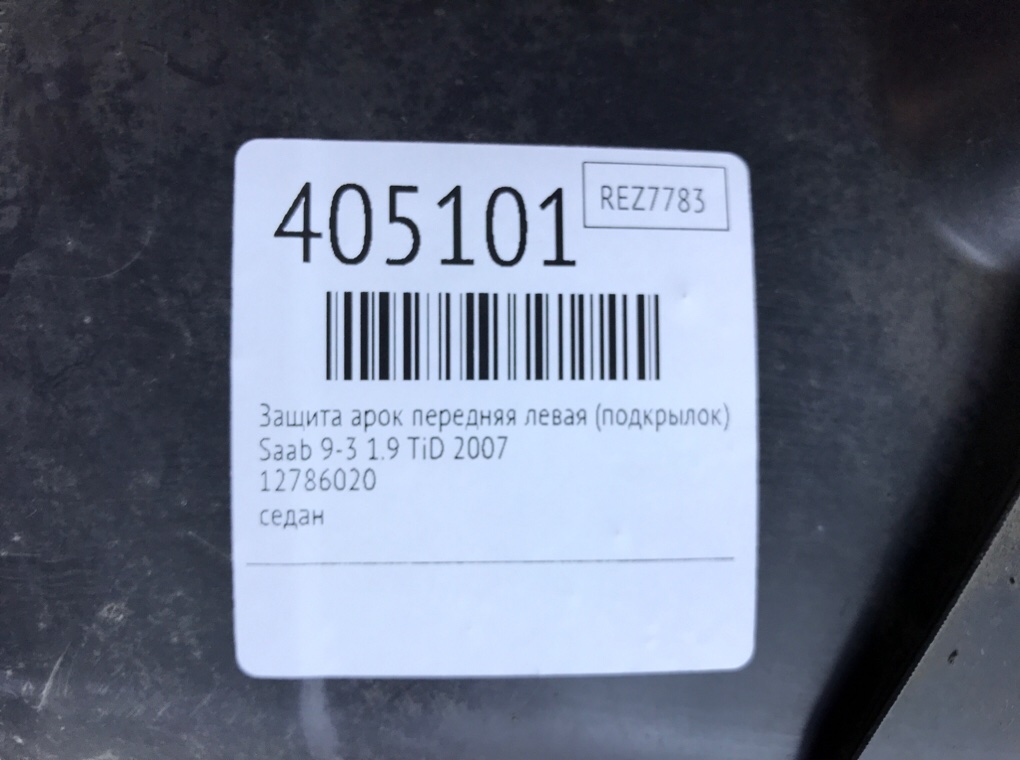 405101
REZ7783
Защита арок передняя левая (подкрылок)
Saab 9-3 1.9 TiD 2007
12786020
седан